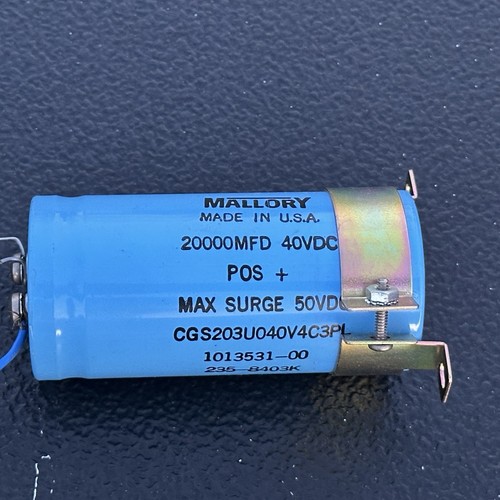 MALLORY
MADE IN U.S.A.
20000MFD 40VDC
POS +
MAX SURGE 50VDC
CGS203U040V4C3PL
1013531-00
235-8403K